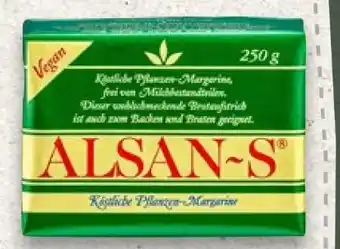 Vegan
250 g
Köstliche Pflanzen-Margarine,
frei von Milchbestandteilen.
Dieser wohlschmeckende Brotaufstrich
ist auch zum Backen und Braten geeignet.
ALSAN-S®
Köstliche Pflanzen-Margarine